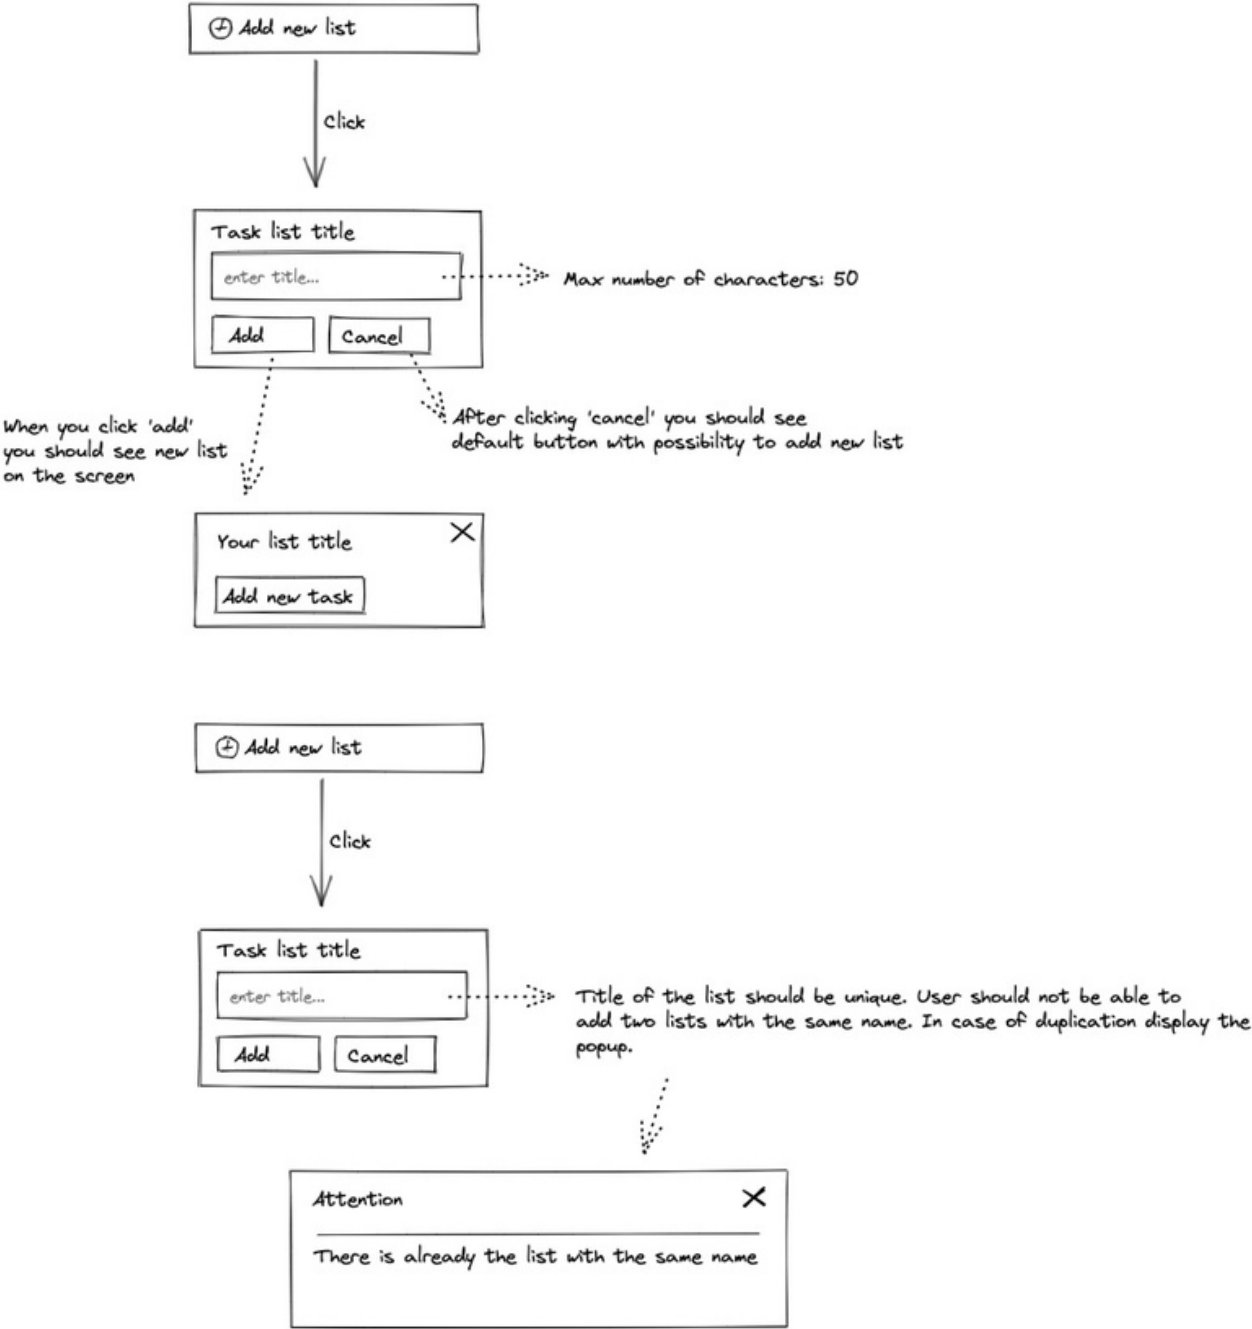 Add new list
Click
Task list title
enter title...
Max number of characters: 50
Add
Cancel
When you click 'add'
you should see new list
on the screen
After clicking 'cancel' you should see
default button with possibility to add new list
Your list title
Add new task
Add new list
Click
Task list title
enter title...
Title of the list should be unique. User should not be able to
add two lists with the same name. In case of duplication display the
popup.
Add
Cancel
Attention
There is already the list with the same name